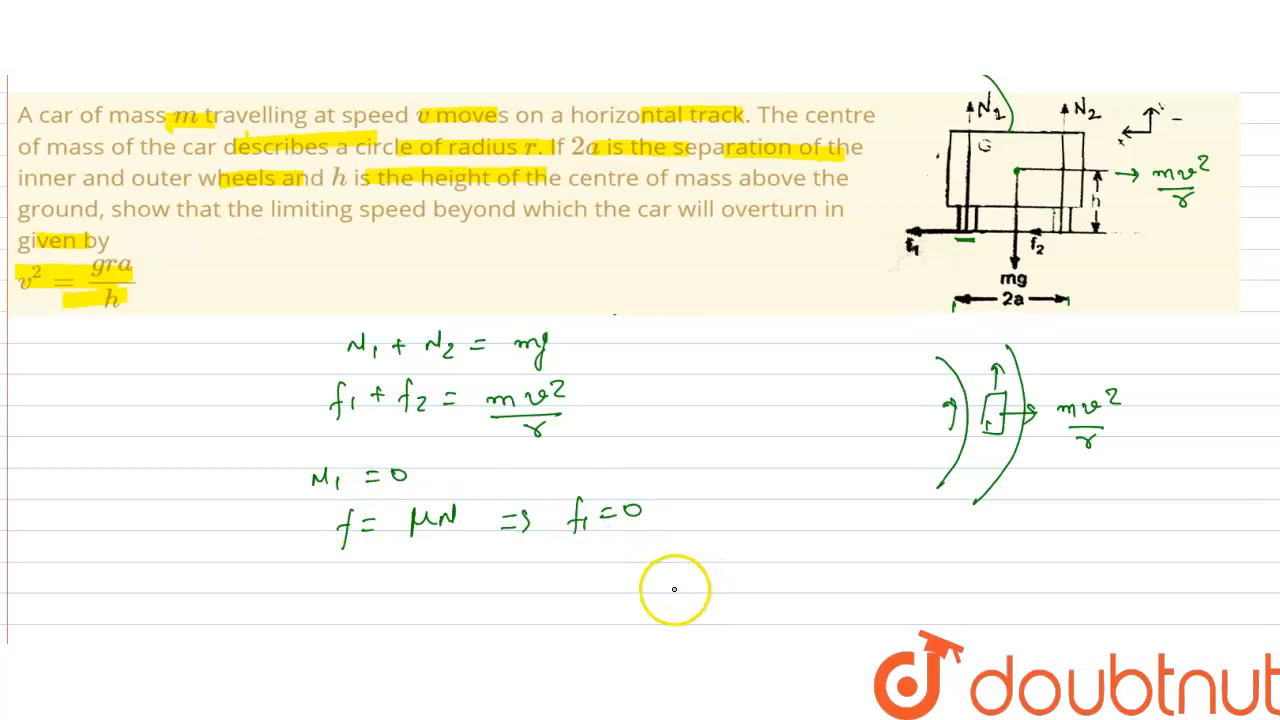 A car of mass m travelling at speed v moves on a horizontal track. The centre
of mass of the car describes a circle of radius r. If 2a is the separation of the
inner and outer wheels and h is the height of the centre of mass above the
ground, show that the limiting speed beyond which the car will overturn in
given by
v² = gra/h
N₂ N₂
G
mv²/r
h
f₁ f₂
mg
2a
N₁ + N₂ = mg
f₁ + f₂ = mv²/r
N₁ = 0
f = μN ⇒ f₁ = 0
mv²/r
doubtnut